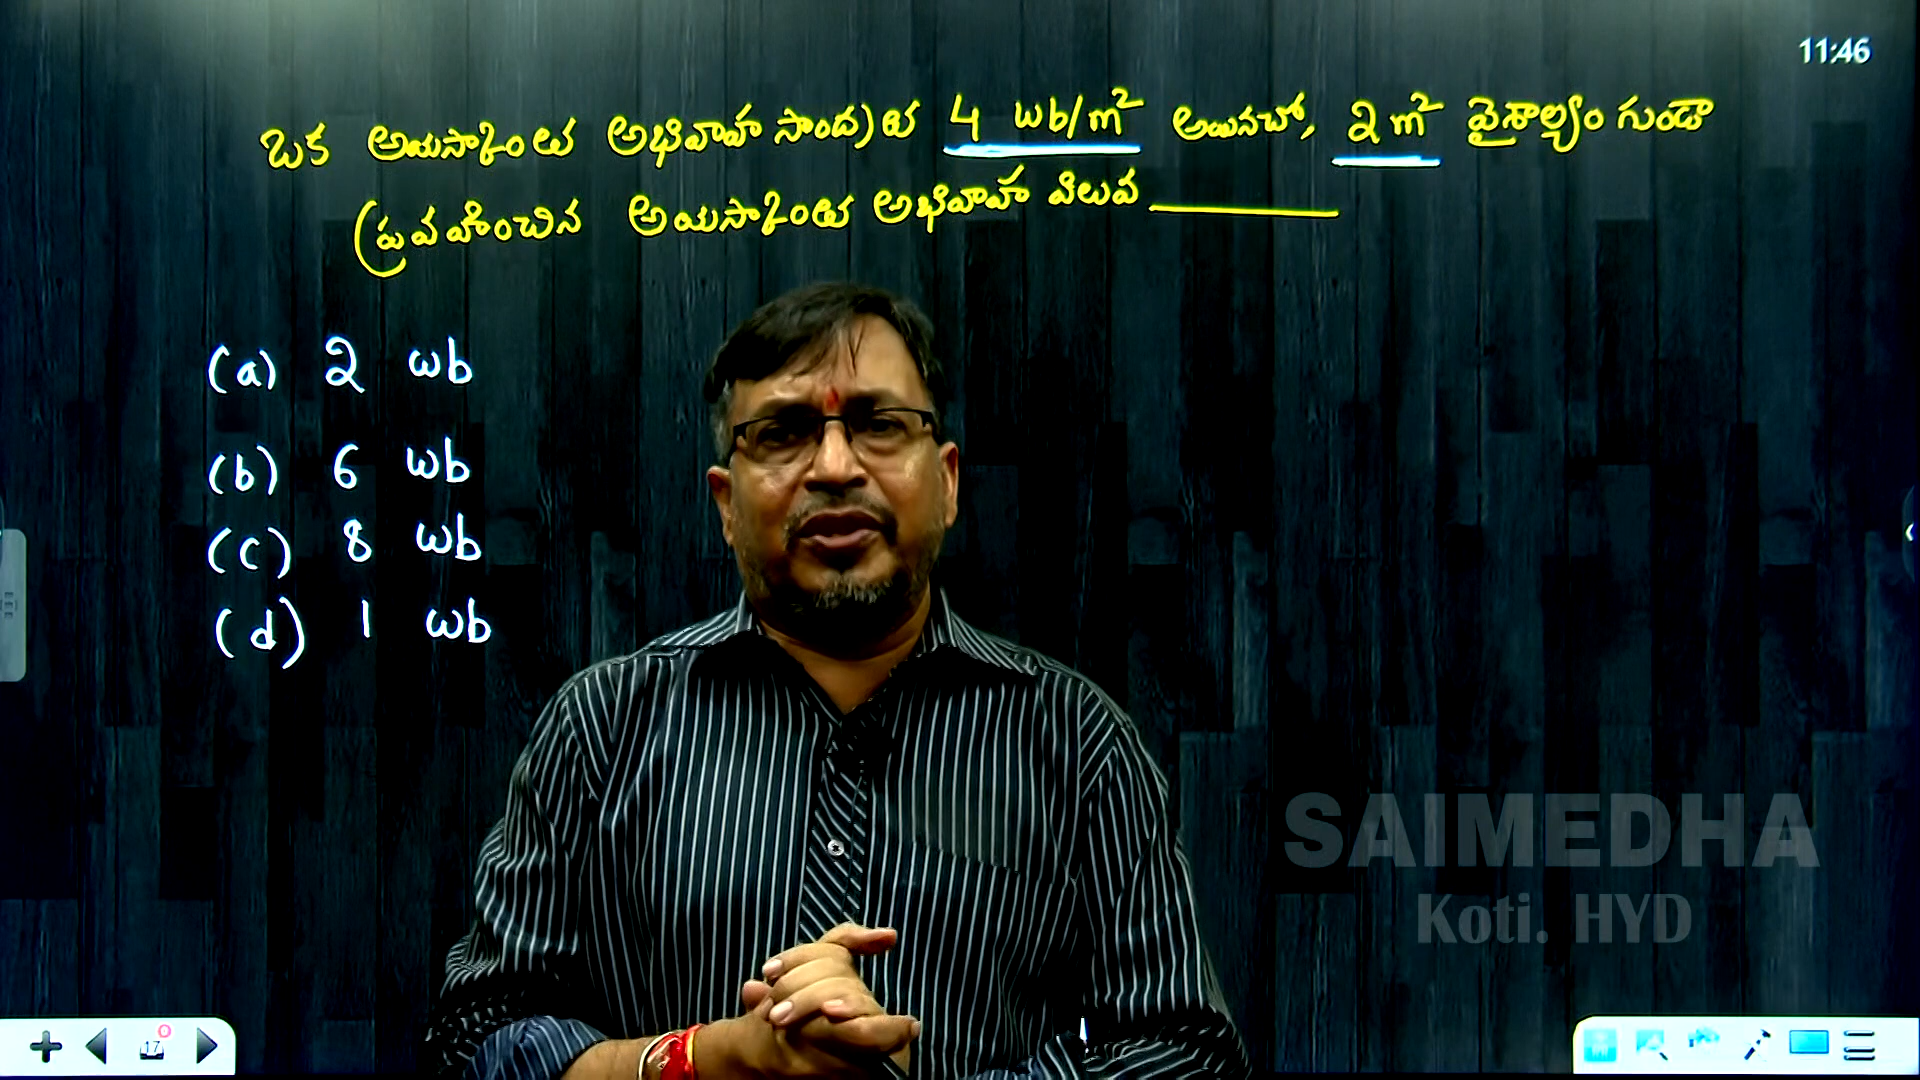 11:46
ఒక అయస్కాంత అభివాహ సాంద్రత 4 wb/m² అయినచో, 2 m² వైశాల్యం గుండా
ప్రవహించిన అయస్కాంత అభివాహ విలువ ________
(a) 2 wb
(b) 6 wb
(c) 8 wb
(d) 1 wb
SAIMEDHA
Koti. HYD
17